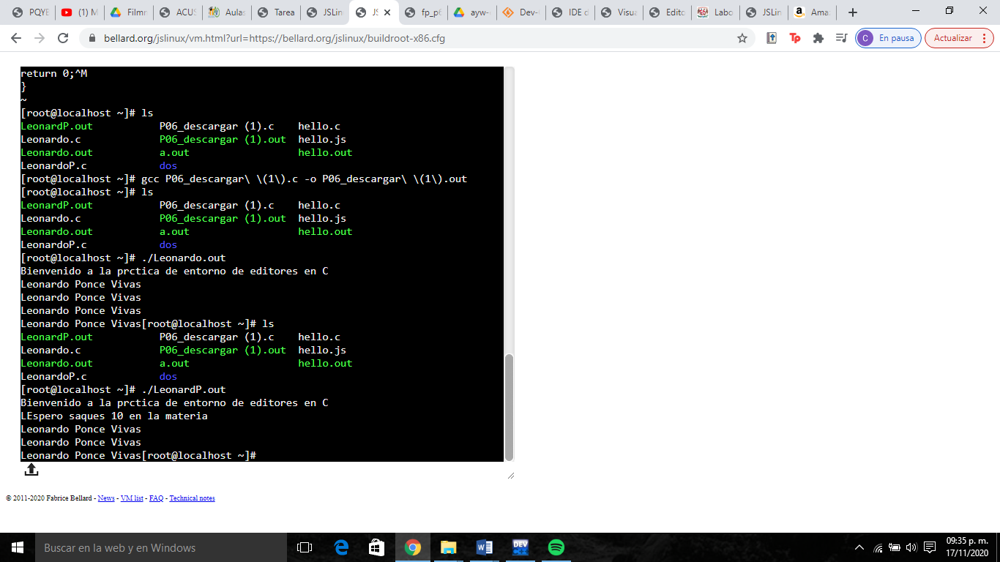 PQYE
(1) M
Filmr
ACUS
Aulas
Tarea
JSLin
JS
fp_p6
ayw-
Dev-
IDE d
Visua
Edito
Labo
JSLin
Ama
bellard.org/jslinux/vm.html?url=https://bellard.org/jslinux/buildroot-x86.cfg
Tp
C En pausa
Actualizar
return 0;^M
}
~
[root@localhost ~]# ls
LeonardP.out P06_descargar (1).c hello.c
Leonardo.c P06_descargar (1).out hello.js
Leonardo.out a.out hello.out
LeonardoP.c dos
[root@localhost ~]# gcc P06_descargar\ \(1\).c -o P06_descargar\ \(1\).out
[root@localhost ~]# ls
LeonardP.out P06_descargar (1).c hello.c
Leonardo.c P06_descargar (1).out hello.js
Leonardo.out a.out hello.out
LeonardoP.c dos
[root@localhost ~]# ./Leonardo.out
Bienvenido a la prctica de entorno de editores en C
Leonardo Ponce Vivas
Leonardo Ponce Vivas
Leonardo Ponce Vivas
Leonardo Ponce Vivas[root@localhost ~]# ls
LeonardP.out P06_descargar (1).c hello.c
Leonardo.c P06_descargar (1).out hello.js
Leonardo.out a.out hello.out
LeonardoP.c dos
[root@localhost ~]# ./LeonardP.out
Bienvenido a la prctica de entorno de editores en C
LEspero saques 10 en la materia
Leonardo Ponce Vivas
Leonardo Ponce Vivas
Leonardo Ponce Vivas[root@localhost ~]#
© 2011-2020 Fabrice Bellard - News - VM list - FAQ - Technical notes
Buscar en la web y en Windows
DEV
09:35 p. m.
17/11/2020